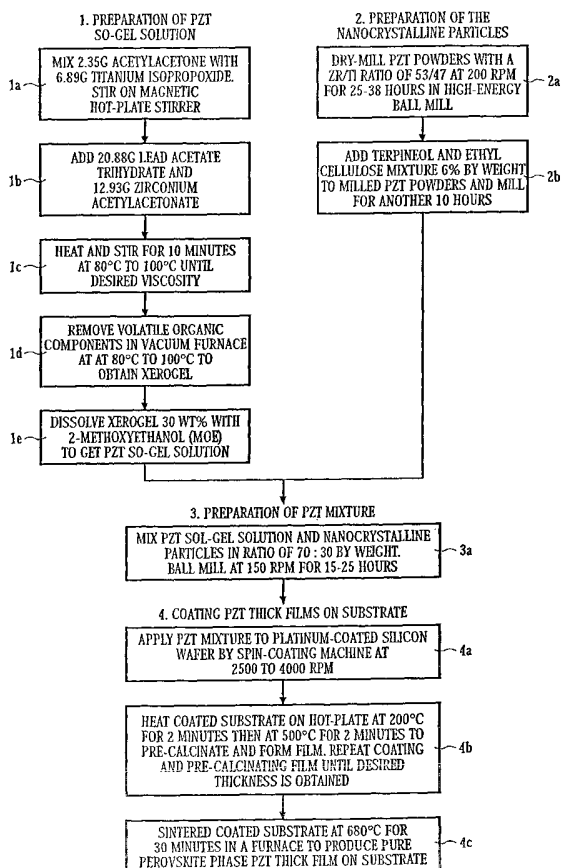 1. PREPARATION OF PZT
SO-GEL SOLUTION
1a
MIX 2.35G ACETYLACETONE WITH
6.89G TITANIUM ISOPROPOXIDE.
STIR ON MAGNETIC
HOT-PLATE STIRRER
1b
ADD 20.88G LEAD ACETATE
TRIHYDRATE AND
12.93G ZIRCONIUM
ACETYLACETONATE
1c
HEAT AND STIR FOR 10 MINUTES
AT 80°C TO 100°C UNTIL
DESIRED VISCOSITY
1d
REMOVE VOLATILE ORGANIC
COMPONENTS IN VACUUM FURNACE
AT AT 80°C TO 100°C TO
OBTAIN XEROGEL
1e
DISSOLVE XEROGEL 30 WT% WITH
2-METHOXYETHANOL (MOE)
TO GET PZT SO-GEL SOLUTION
2. PREPARATION OF THE
NANOCRYSTALLINE PARTICLES
DRY-MILL PZT POWDERS WITH A
ZR/TI RATIO OF 53/47 AT 200 RPM
FOR 25-38 HOURS IN HIGH-ENERGY
BALL MILL
2a
ADD TERPINEOL AND ETHYL
CELLULOSE MIXTURE 6% BY WEIGHT
TO MILLED PZT POWDERS AND MILL
FOR ANOTHER 10 HOURS
2b
3. PREPARATION OF PZT MIXTURE
MIX PZT SOL-GEL SOLUTION AND NANOCRYSTALLINE
PARTICLES IN RATIO OF 70 : 30 BY WEIGHT.
BALL MILL AT 150 RPM FOR 15-25 HOURS
3a
4. COATING PZT THICK FILMS ON SUBSTRATE
APPLY PZT MIXTURE TO PLATINUM-COATED SILICON
WAFER BY SPIN-COATING MACHINE AT
2500 TO 4000 RPM
4a
HEAT COATED SUBSTRATE ON HOT-PLATE AT 200°C
FOR 2 MINUTES THEN AT 500°C FOR 2 MINUTES TO
PRE-CALCINATE AND FORM FILM. REPEAT COATING
AND PRE-CALCINATING FILM UNTIL DESIRED
THICKNESS IS OBTAINED
4b
SINTERED COATED SUBSTRATE AT 680°C FOR
30 MINUTES IN A FURNACE TO PRODUCE PURE
PEROVSKITE PHASE PZT THICK FILM ON SUBSTRATE
4c